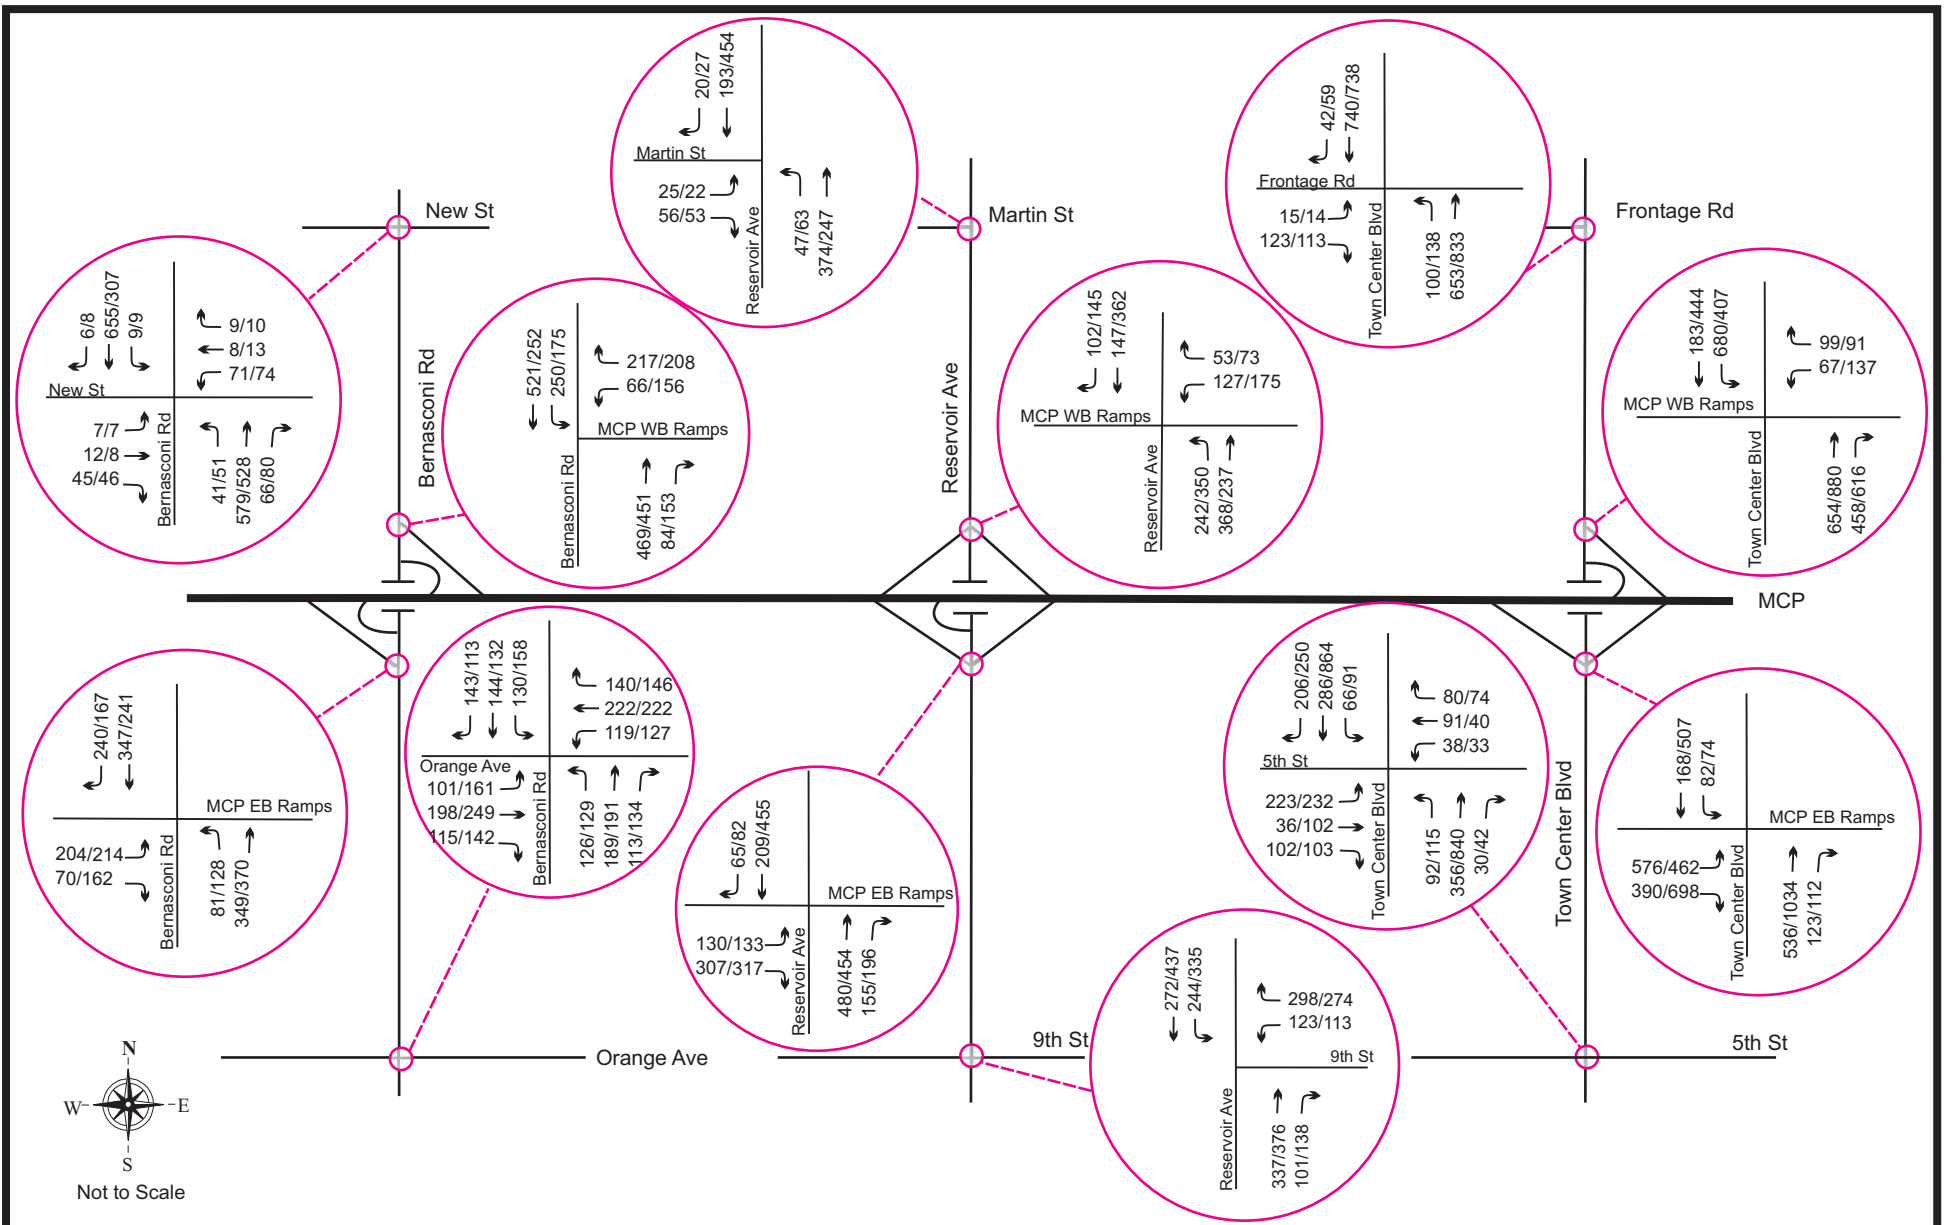 20/27
193/454
Martin St
25/22
56/53
Reservoir Ave
47/63
374/247
42/59
740/738
Frontage Rd
15/14
123/113
Town Center Blvd
100/138
653/833
New St
Martin St
Frontage Rd
6/8
655/307
9/9
9/10
8/13
71/74
New St
7/7
12/8
45/46
Bernasconi Rd
41/51
579/528
66/80
Bernasconi Rd
521/252
250/175
217/208
66/156
MCP WB Ramps
Bernasconi Rd
469/451
84/153
Reservoir Ave
102/145
147/362
53/73
127/175
MCP WB Ramps
Reservoir Ave
242/350
368/237
183/444
680/407
99/91
67/137
MCP WB Ramps
Town Center Blvd
654/880
458/616
MCP
240/167
347/241
MCP EB Ramps
204/214
70/162
Bernasconi Rd
81/128
349/370
143/113
144/132
130/158
140/146
222/222
119/127
Orange Ave
101/161
198/249
115/142
Bernasconi Rd
126/129
189/191
113/134
65/82
209/455
MCP EB Ramps
130/133
307/317
Reservoir Ave
480/454
155/196
206/250
286/864
66/91
80/74
91/40
38/33
5th St
223/232
36/102
102/103
Town Center Blvd
92/115
356/840
30/42
Town Center Blvd
168/507
82/74
MCP EB Ramps
576/462
390/698
Town Center Blvd
536/1034
123/112
272/437
244/335
298/274
123/113
9th St
Reservoir Ave
337/376
101/138
Orange Ave
9th St
5th St
N
W
E
S
Not to Scale